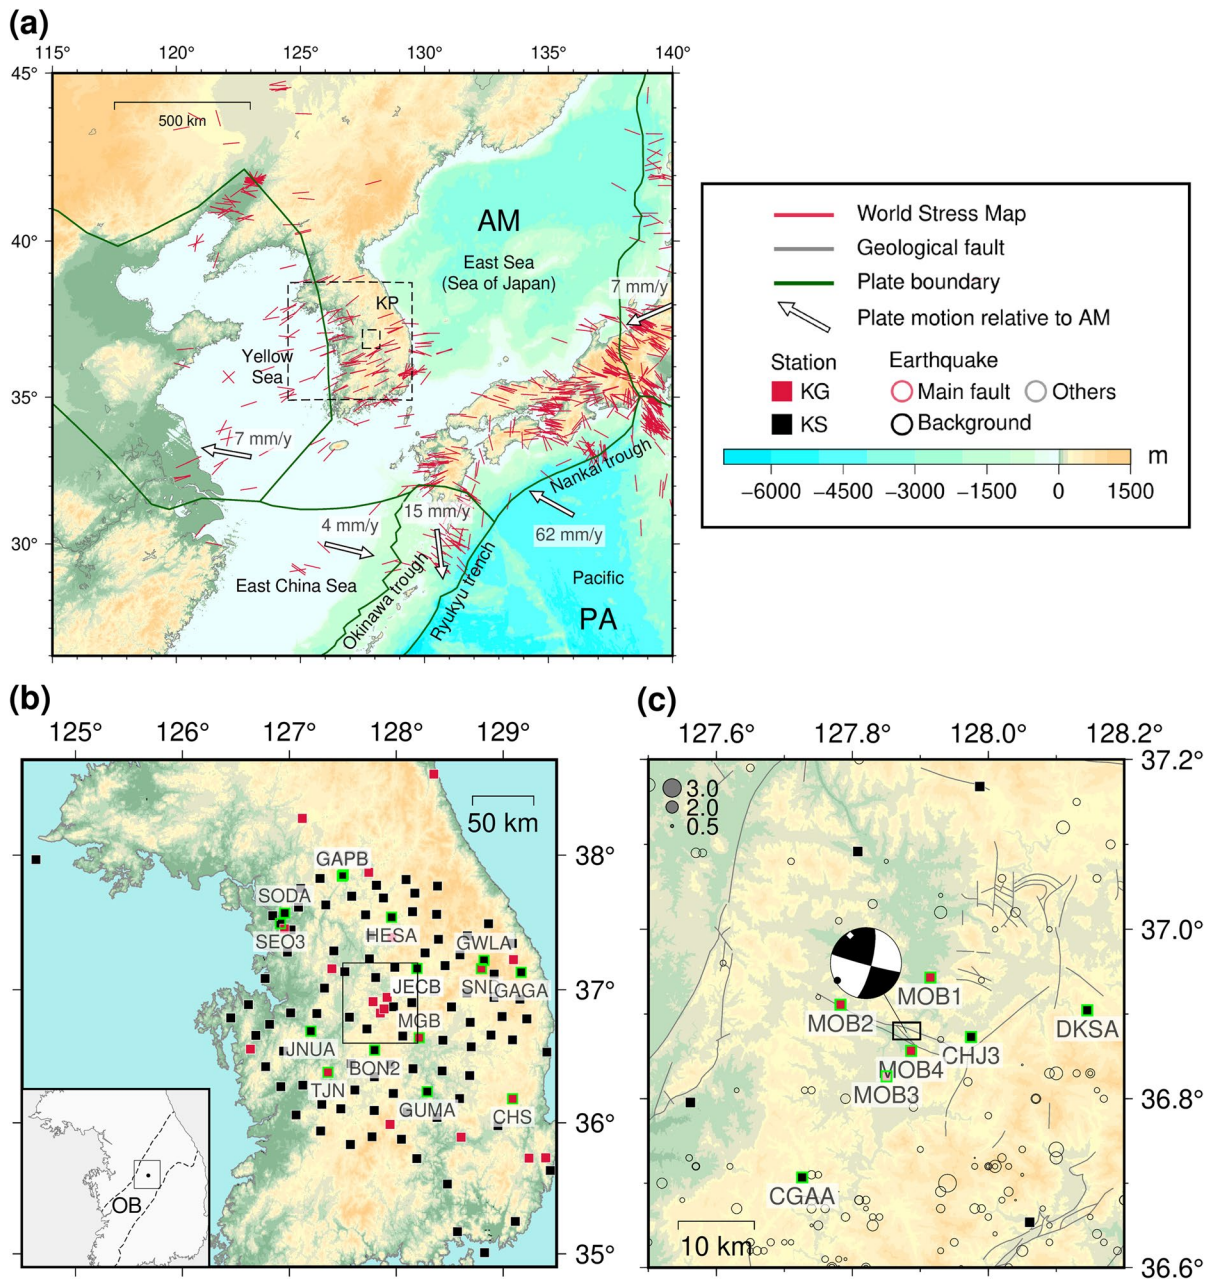 (a)
115° 120° 125° 130° 135° 140°
45°
40°
35°
30°
500 km
AM
East Sea
(Sea of Japan)
7 mm/y
KP
Yellow
Sea
7 mm/y
Nankai trough
4 mm/y
15 mm/y
62 mm/y
East China Sea
Okinawa trough
Ryukyu trench
Pacific
PA
World Stress Map
Geological fault
Plate boundary
Plate motion relative to AM
Station
KG
KS
Earthquake
Main fault
Others
Background
m
−6000 −4500 −3000 −1500 0 1500
(b)
125° 126° 127° 128° 129°
38°
37°
36°
35°
50 km
GAPB
SODA
SEO3
HESA
GWLA
JECB
SNI
GAGA
MGB
JNUA
BON2
TJN
GUMA
CHS
OB
(c)
127.6° 127.8° 128.0° 128.2°
37.2°
37.0°
36.8°
36.6°
3.0
2.0
0.5
MOB1
MOB2
DKSA
CHJ3
MOB4
MOB3
CGAA
10 km